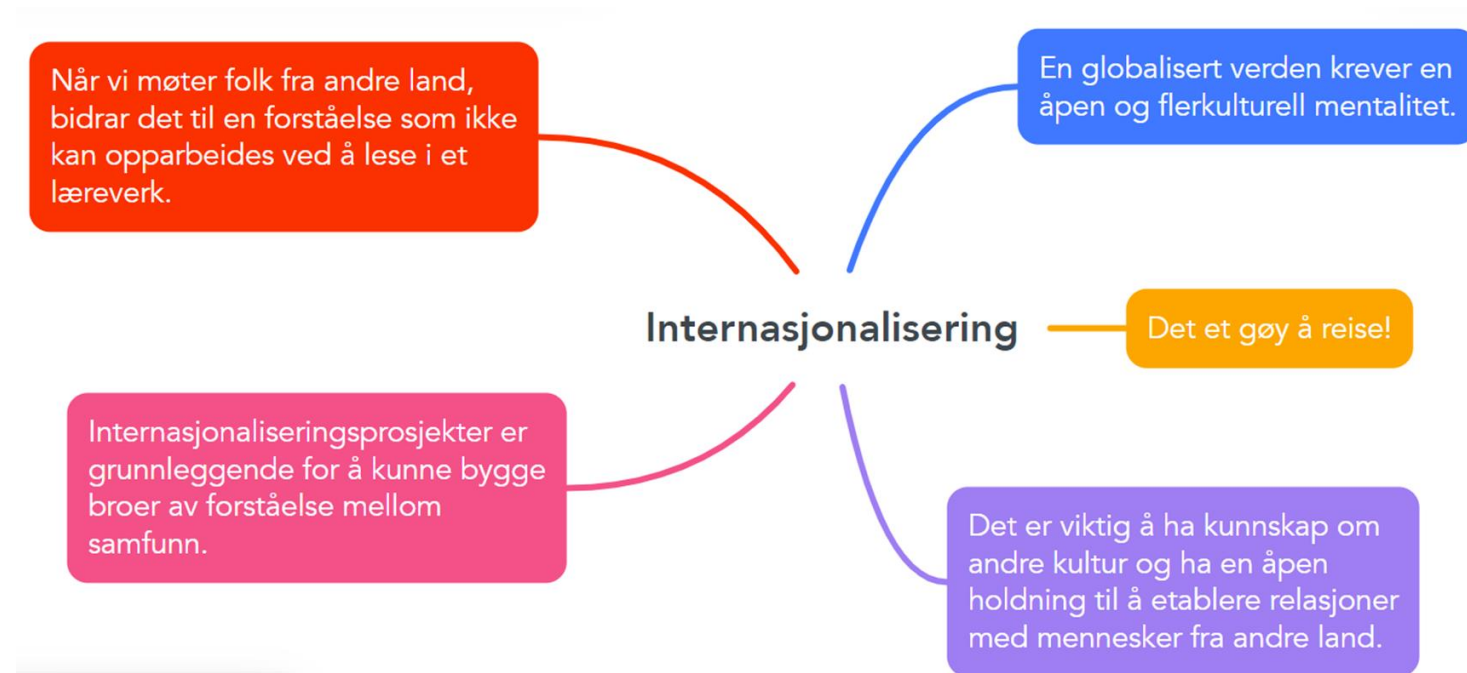 Når vi møter folk fra andre land,
bidrar det til en forståelse som ikke
kan opparbeides ved å lese i et
læreverk.
En globalisert verden krever en
åpen og flerkulturell mentalitet.
Internasjonalisering
Det et gøy å reise!
Internasjonaliseringsprosjekter er
grunnleggende for å kunne bygge
broer av forståelse mellom
samfunn.
Det er viktig å ha kunnskap om
andre kultur og ha en åpen
holdning til å etablere relasjoner
med mennesker fra andre land.